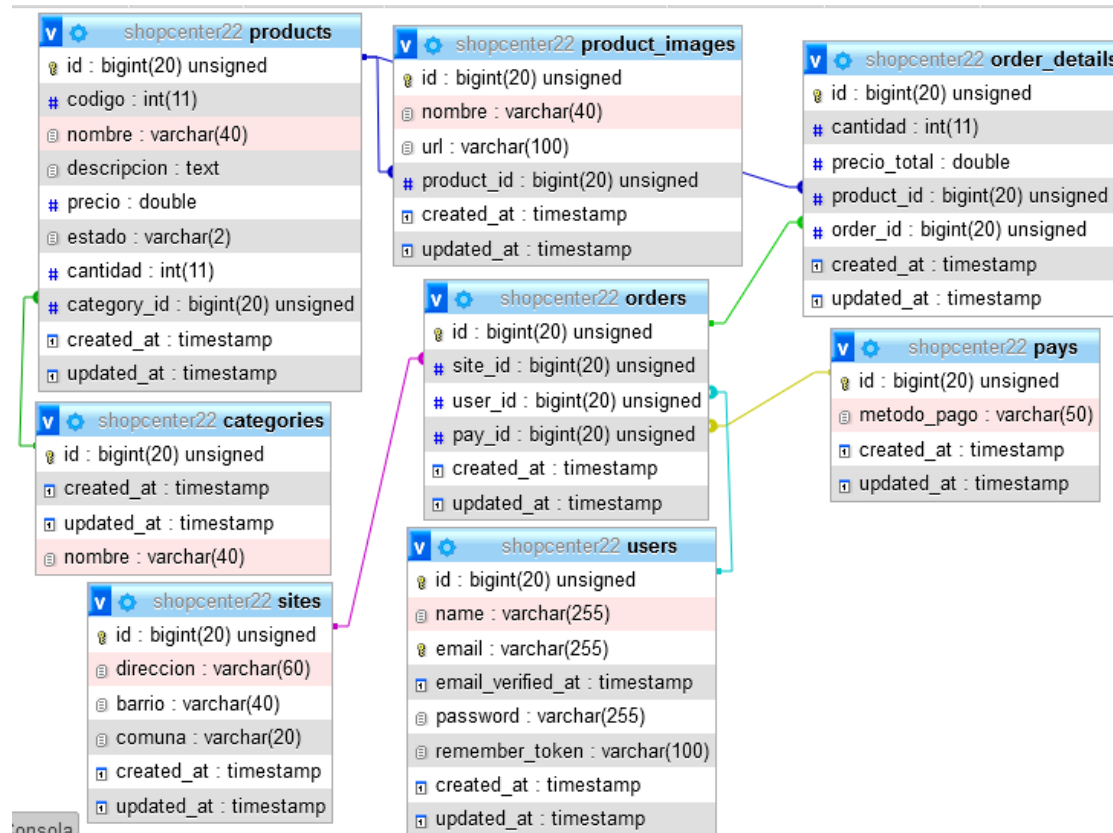 shopcenter22 products
id : bigint(20) unsigned
codigo : int(11)
nombre : varchar(40)
descripcion : text
precio : double
estado : varchar(2)
cantidad : int(11)
category_id : bigint(20) unsigned
created_at : timestamp
updated_at : timestamp
shopcenter22 product_images
id : bigint(20) unsigned
nombre : varchar(40)
url : varchar(100)
product_id : bigint(20) unsigned
created_at : timestamp
updated_at : timestamp
shopcenter22 order_details
id : bigint(20) unsigned
cantidad : int(11)
precio_total : double
product_id : bigint(20) unsigned
order_id : bigint(20) unsigned
created_at : timestamp
updated_at : timestamp
shopcenter22 orders
id : bigint(20) unsigned
site_id : bigint(20) unsigned
user_id : bigint(20) unsigned
pay_id : bigint(20) unsigned
created_at : timestamp
updated_at : timestamp
shopcenter22 pays
id : bigint(20) unsigned
metodo_pago : varchar(50)
created_at : timestamp
updated_at : timestamp
shopcenter22 categories
id : bigint(20) unsigned
created_at : timestamp
updated_at : timestamp
nombre : varchar(40)
shopcenter22 users
id : bigint(20) unsigned
name : varchar(255)
email : varchar(255)
email_verified_at : timestamp
password : varchar(255)
remember_token : varchar(100)
created_at : timestamp
updated_at : timestamp
shopcenter22 sites
id : bigint(20) unsigned
direccion : varchar(60)
barrio : varchar(40)
comuna : varchar(20)
created_at : timestamp
updated_at : timestamp